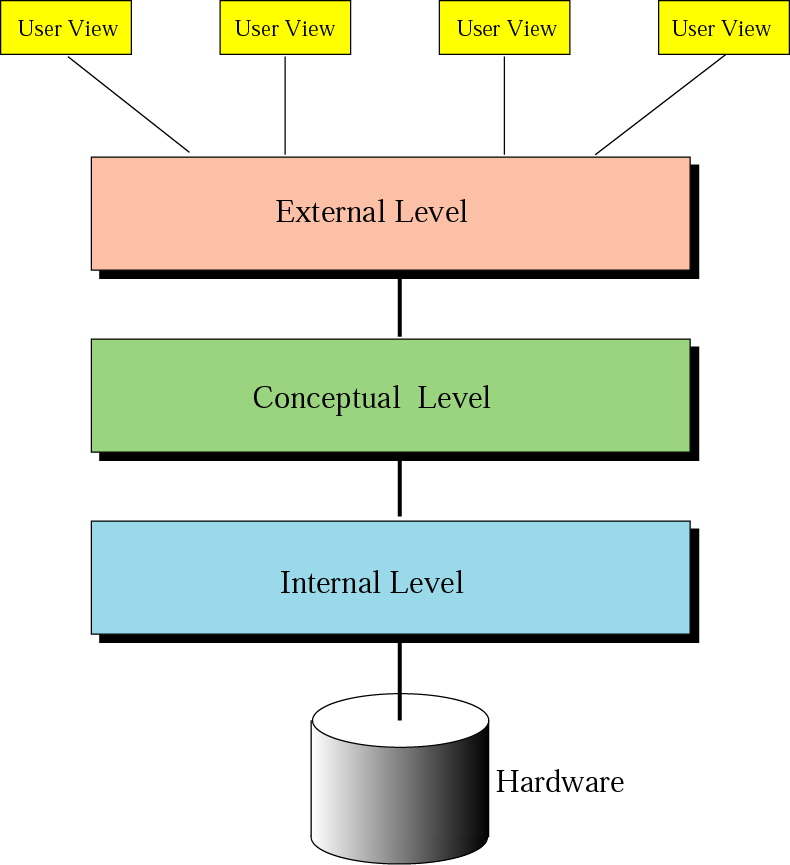 User View
User View
User View
User View
External Level
Conceptual Level
Internal Level
Hardware